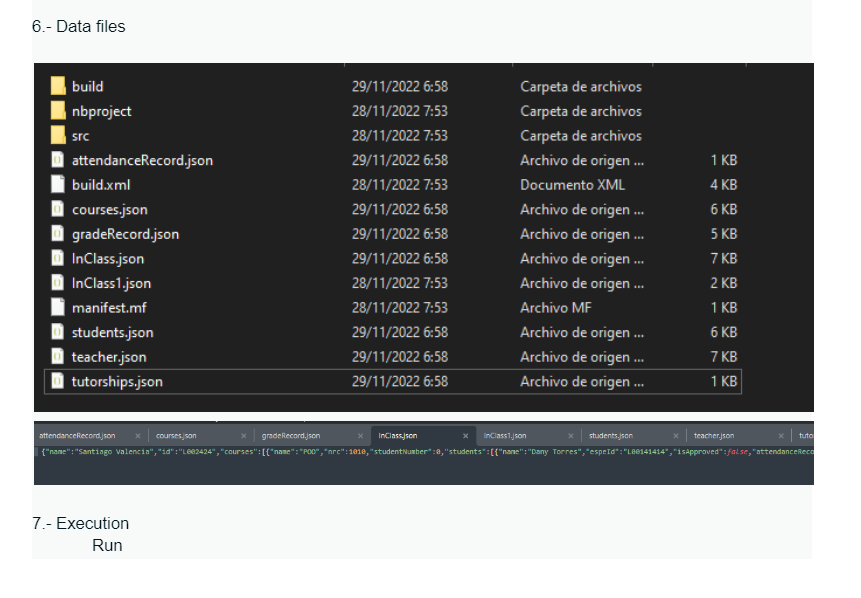 6.- Data files
build 29/11/2022 6:58 Carpeta de archivos
nbproject 28/11/2022 7:53 Carpeta de archivos
src 28/11/2022 7:53 Carpeta de archivos
attendanceRecord.json 29/11/2022 6:58 Archivo de origen ... 1 KB
build.xml 28/11/2022 7:53 Documento XML 4 KB
courses.json 29/11/2022 6:58 Archivo de origen ... 6 KB
gradeRecord.json 29/11/2022 6:58 Archivo de origen ... 5 KB
InClass.json 29/11/2022 6:58 Archivo de origen ... 7 KB
InClass1.json 28/11/2022 7:53 Archivo de origen ... 2 KB
manifest.mf 28/11/2022 7:53 Archivo MF 1 KB
students.json 29/11/2022 6:58 Archivo de origen ... 6 KB
teacher.json 29/11/2022 6:58 Archivo de origen ... 7 KB
tutorships.json 29/11/2022 6:58 Archivo de origen ... 1 KB
attendanceRecord.json × courses.json × gradeRecord.json × InClass.json × InClass1.json × students.json × teacher.json × tuto
{"name":"Santiago Valencia","id":"L002424","courses":[{"name":"POO","nrc":1010,"studentNumber":0,"students":[{"name":"Dany Torres","espeId":"L00141414","isApproved":false,"attendanceReco
7.- Execution
Run